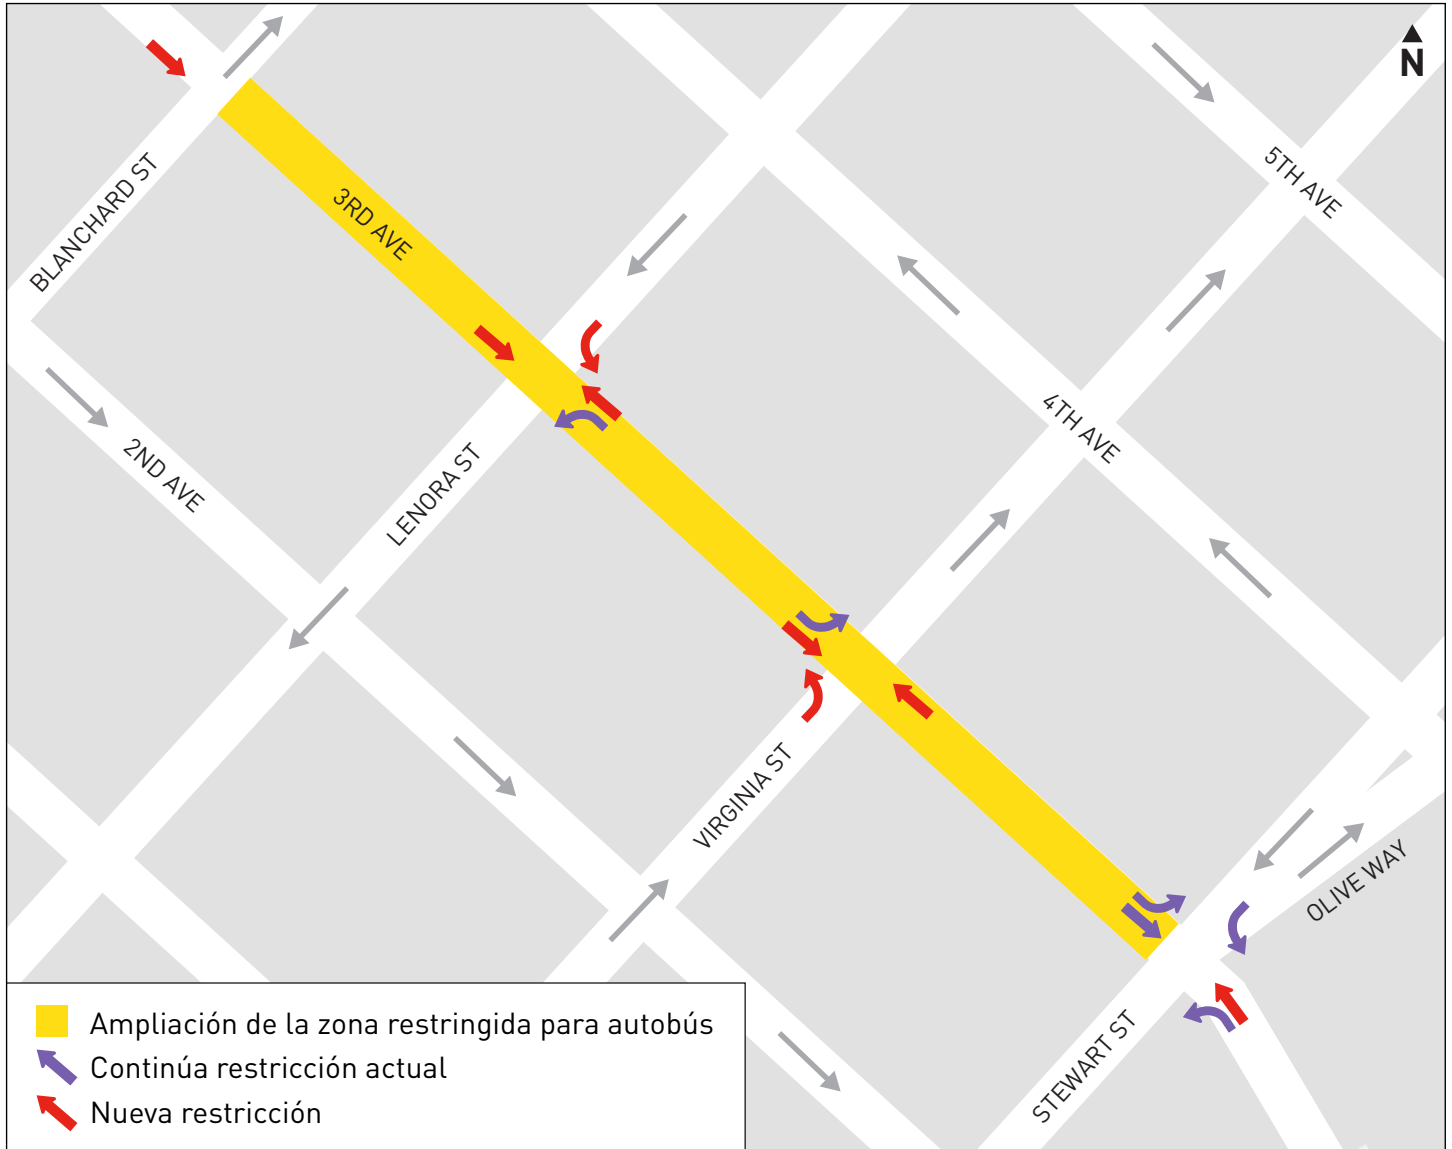 N
5TH AVE
BLANCHARD ST
3RD AVE
4TH AVE
2ND AVE
LENORA ST
VIRGINIA ST
OLIVE WAY
STEWART ST
Ampliación de la zona restringida para autobús
Continúa restricción actual
Nueva restricción